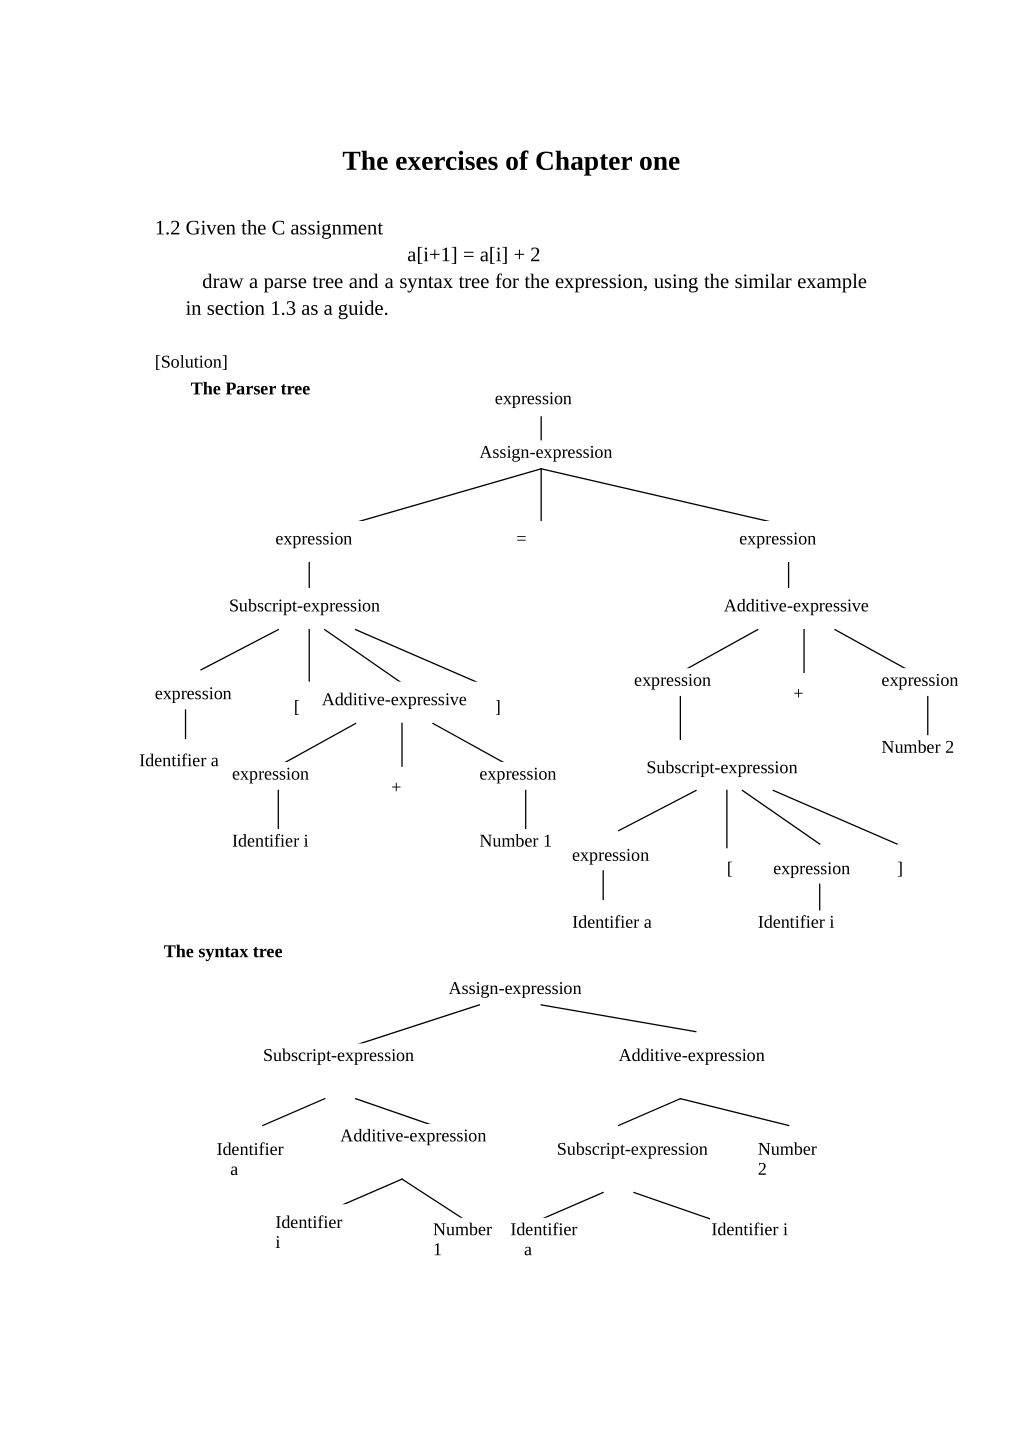 The exercises of Chapter one
1.2 Given the C assignment
a[i+1] = a[i] + 2
draw a parse tree and a syntax tree for the expression, using the similar example
in section 1.3 as a guide.
[Solution]
The Parser tree
expression
Assign-expression
expression = expression
Subscript-expression Additive-expressive
expression [ Additive-expressive ] expression + expression
Identifier a expression + expression Subscript-expression Number 2
Identifier i Number 1 expression [ expression ]
Identifier a Identifier i
The syntax tree
Assign-expression
Subscript-expression Additive-expression
Identifier
a
Additive-expression
Subscript-expression
Number
2
Identifier
i
Number
1
Identifier
a
Identifier i